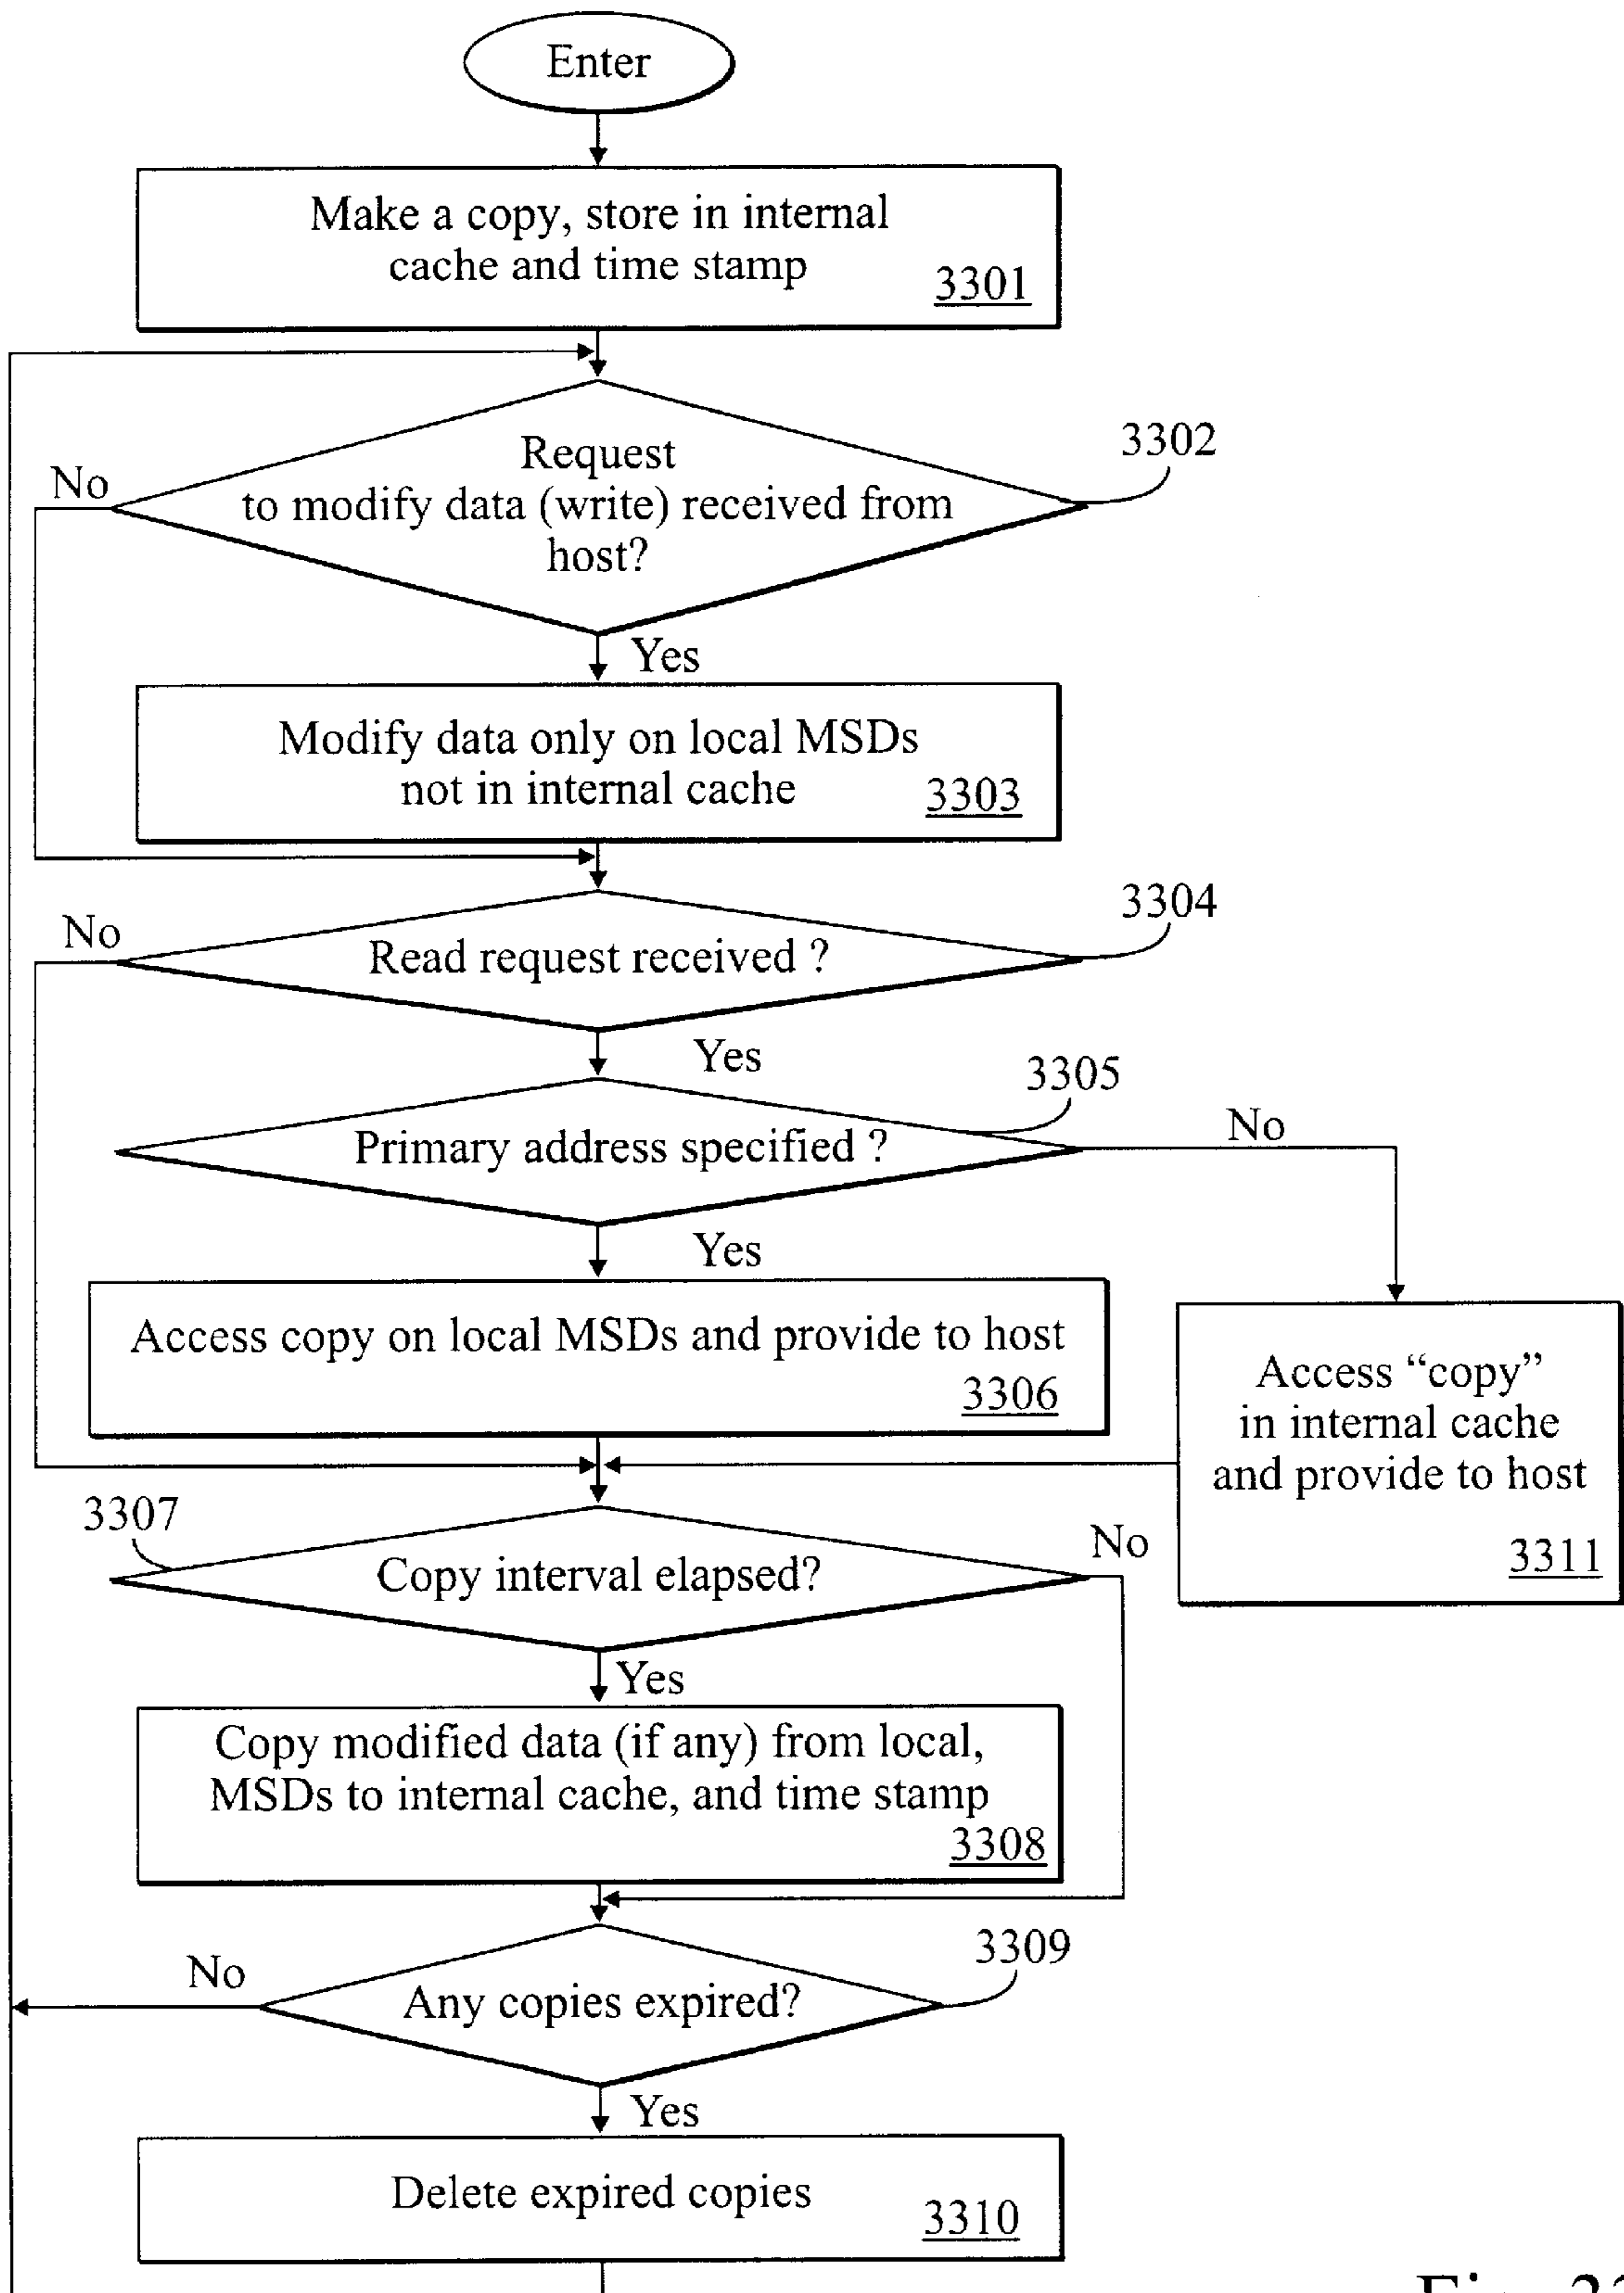 Enter
Make a copy, store in internal
cache and time stamp
3301
3302
Request
to modify data (write) received from
host?
No
Yes
Modify data only on local MSDs
not in internal cache
3303
3304
No
Read request received ?
Yes
3305
Primary address specified ?
No
Yes
Access copy on local MSDs and provide to host
3306
Access “copy”
in internal cache
and provide to host
3311
3307
Copy interval elapsed?
No
Yes
Copy modified data (if any) from local,
MSDs to internal cache, and time stamp
3308
3309
No
Any copies expired?
Yes
Delete expired copies
3310